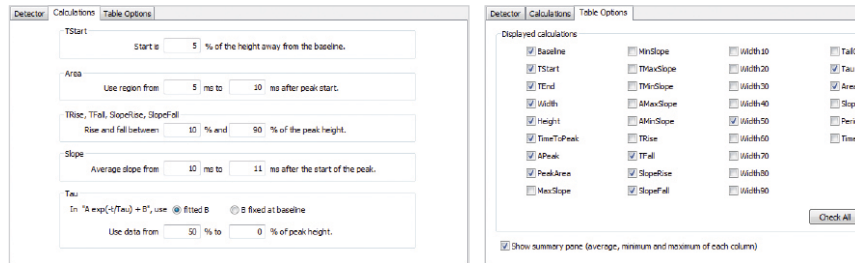 Detector Calculations Table Options
TStart
Start is 5 % of the height away from the baseline.
Area
Use region from 5 ms to 10 ms after peak start.
TRise, TFall, SlopeRise, SlopeFall
Rise and fall between 10 % and 90 % of the peak height.
Slope
Average slope from 10 ms to 11 ms after the start of the peak.
Tau
In "A exp(-t/Tau) + B", use fitted B B fixed at baseline
Use data from 50 % to 0 % of peak height.
Detector Calculations Table Options
Displayed calculations
Baseline MinSlope Width10 Tail
TStart TMaxSlope Width20 Tau
TEnd TMinSlope Width30 Area
Width AMaxSlope Width40 Slop
Height AMinSlope Width50 Peri
TimeToPeak TRise Width60 Time
APeak TFall Width70
PeakArea SlopeRise Width80
MaxSlope SlopeFall Width90
Check All
Show summary pane (average, minimum and maximum of each column)